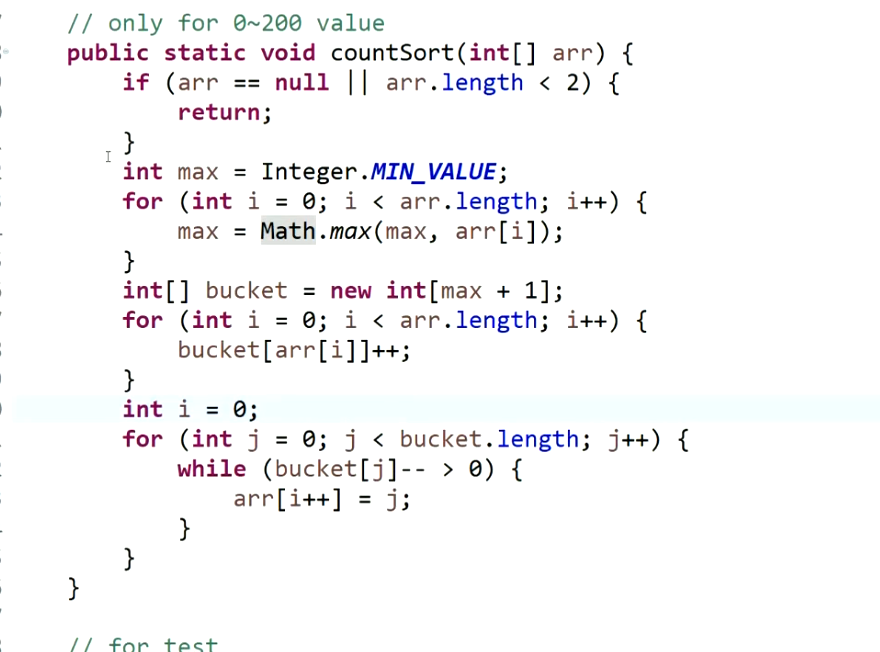 // only for 0~200 value
public static void countSort(int[] arr) {
if (arr == null || arr.length < 2) {
return;
}
int max = Integer.MIN_VALUE;
for (int i = 0; i < arr.length; i++) {
max = Math.max(max, arr[i]);
}
int[] bucket = new int[max + 1];
for (int i = 0; i < arr.length; i++) {
bucket[arr[i]]++;
}
int i = 0;
for (int j = 0; j < bucket.length; j++) {
while (bucket[j]-- > 0) {
arr[i++] = j;
}
}
}
// for test